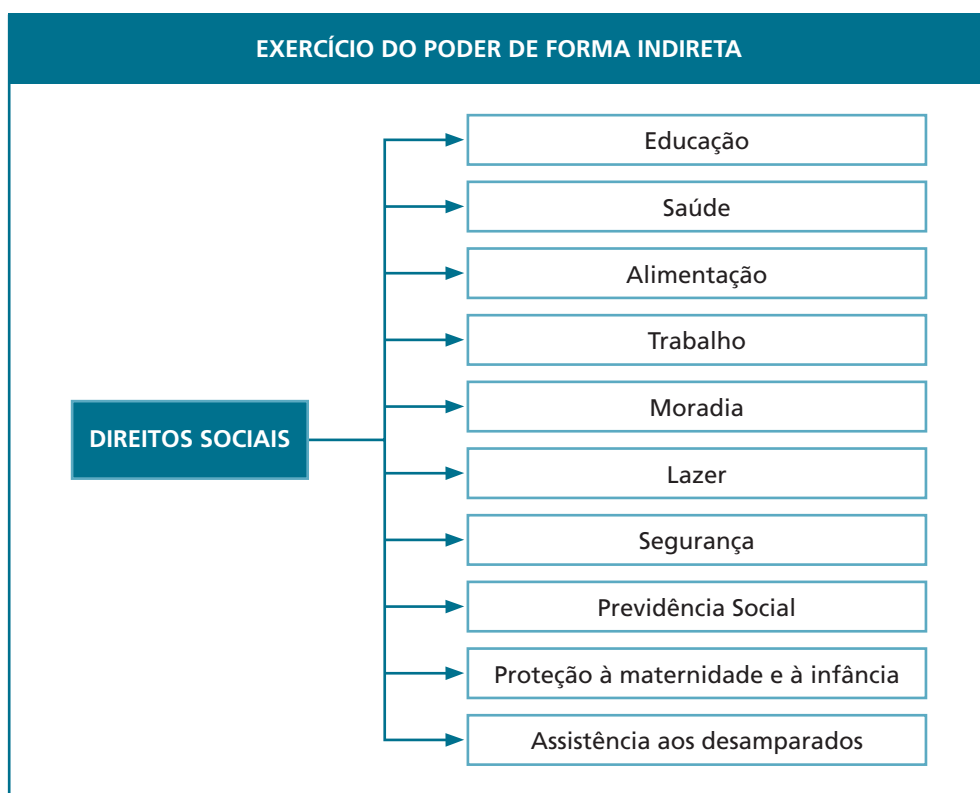 EXERCÍCIO DO PODER DE FORMA INDIRETA
DIREITOS SOCIAIS
Educação
Saúde
Alimentação
Trabalho
Moradia
Lazer
Segurança
Previdência Social
Proteção à maternidade e à infância
Assistência aos desamparados